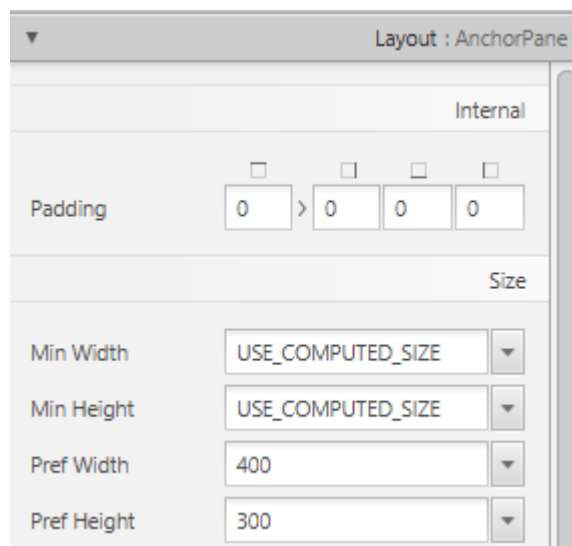 Layout : AnchorPane
Internal
Padding 0 > 0 0 0
Size
Min Width USE_COMPUTED_SIZE
Min Height USE_COMPUTED_SIZE
Pref Width 400
Pref Height 300